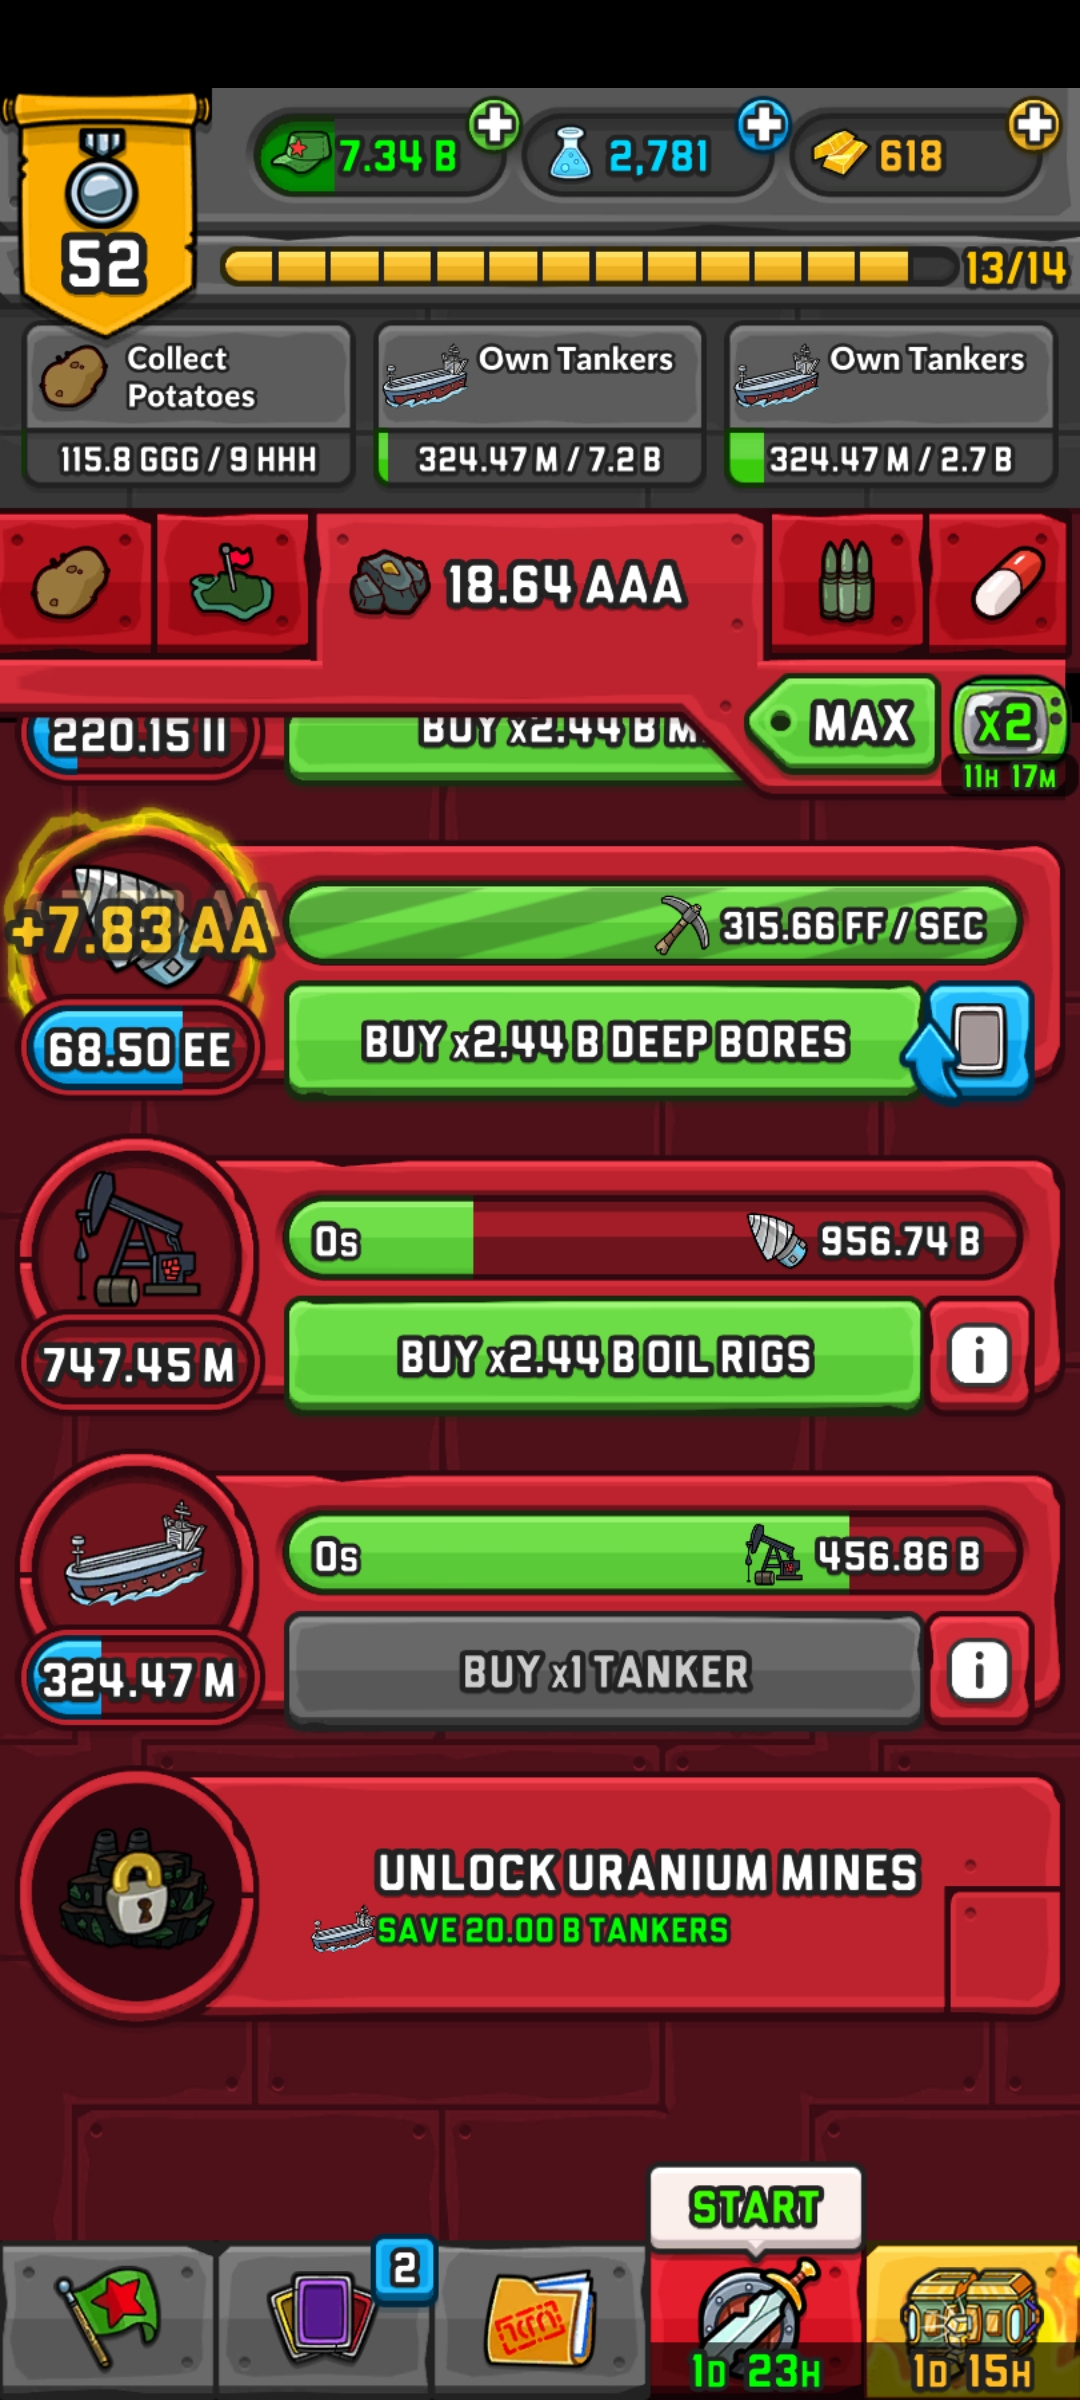 7.34 B
2,781
618
52
13/14
Collect
Potatoes
115.8 GGG / 9 HHH
Own Tankers
324.47 M / 7.2 B
Own Tankers
324.47 M / 2.7 B
18.64 AAA
MAX
x2
11H 17M
220.15 II
BUY x2.44 B M
+7.83 AA
315.66 FF / SEC
68.50 EE
BUY x2.44 B DEEP BORES
0s
956.74 B
747.45 M
BUY x2.44 B OIL RIGS
i
0s
456.86 B
324.47 M
BUY x1 TANKER
i
UNLOCK URANIUM MINES
SAVE 20.00 B TANKERS
START
2
1D 23H
1D 15H